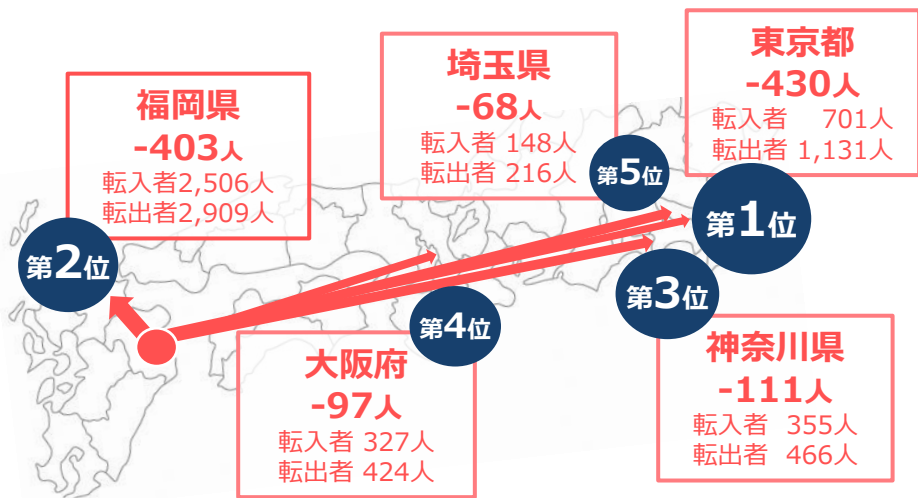 福岡県
-403人
転入者2,506人
転出者2,909人
第2位
埼玉県
-68人
転入者 148人
転出者 216人
第5位
東京都
-430人
転入者 701人
転出者 1,131人
第1位
大阪府
-97人
転入者 327人
転出者 424人
第4位
神奈川県
-111人
転入者 355人
転出者 466人
第3位